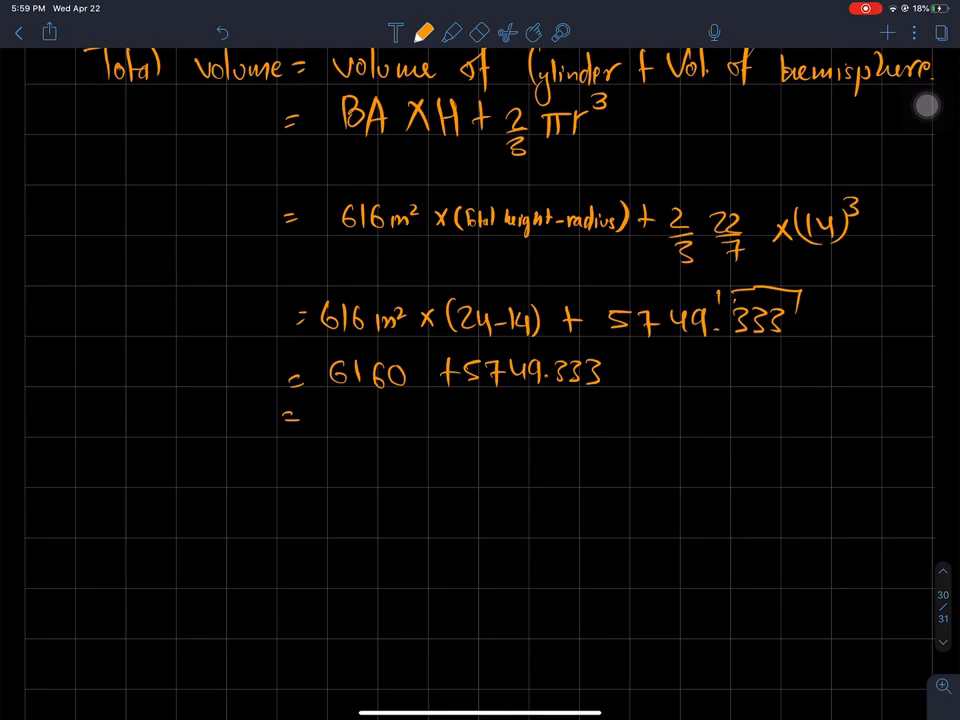 5:59 PM Wed Apr 22
18%
Total volume = volume of Cylinder + Vol. of hemisphere.
= BA X H + 2/3 πr³
= 616 m² x (Total height - radius) + 2/3 22/7 x (14)³
= 616 m² x (24-14) + 5749.333
= 6160 + 5749.333
=
30
/
31